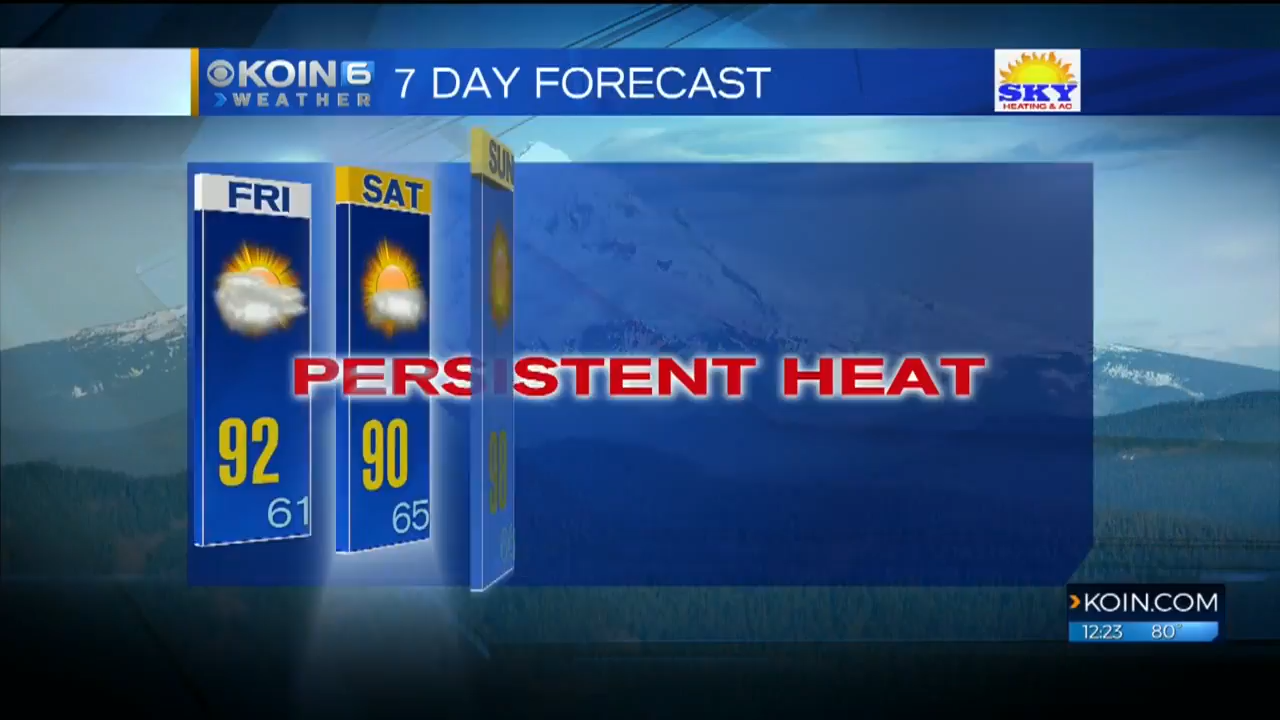 KOIN 6
WEATHER
7 DAY FORECAST
SKY
HEATING & AC
FRI
SAT
SUN
PERSISTENT HEAT
92
61
90
65
KOIN.COM
12:23 80°